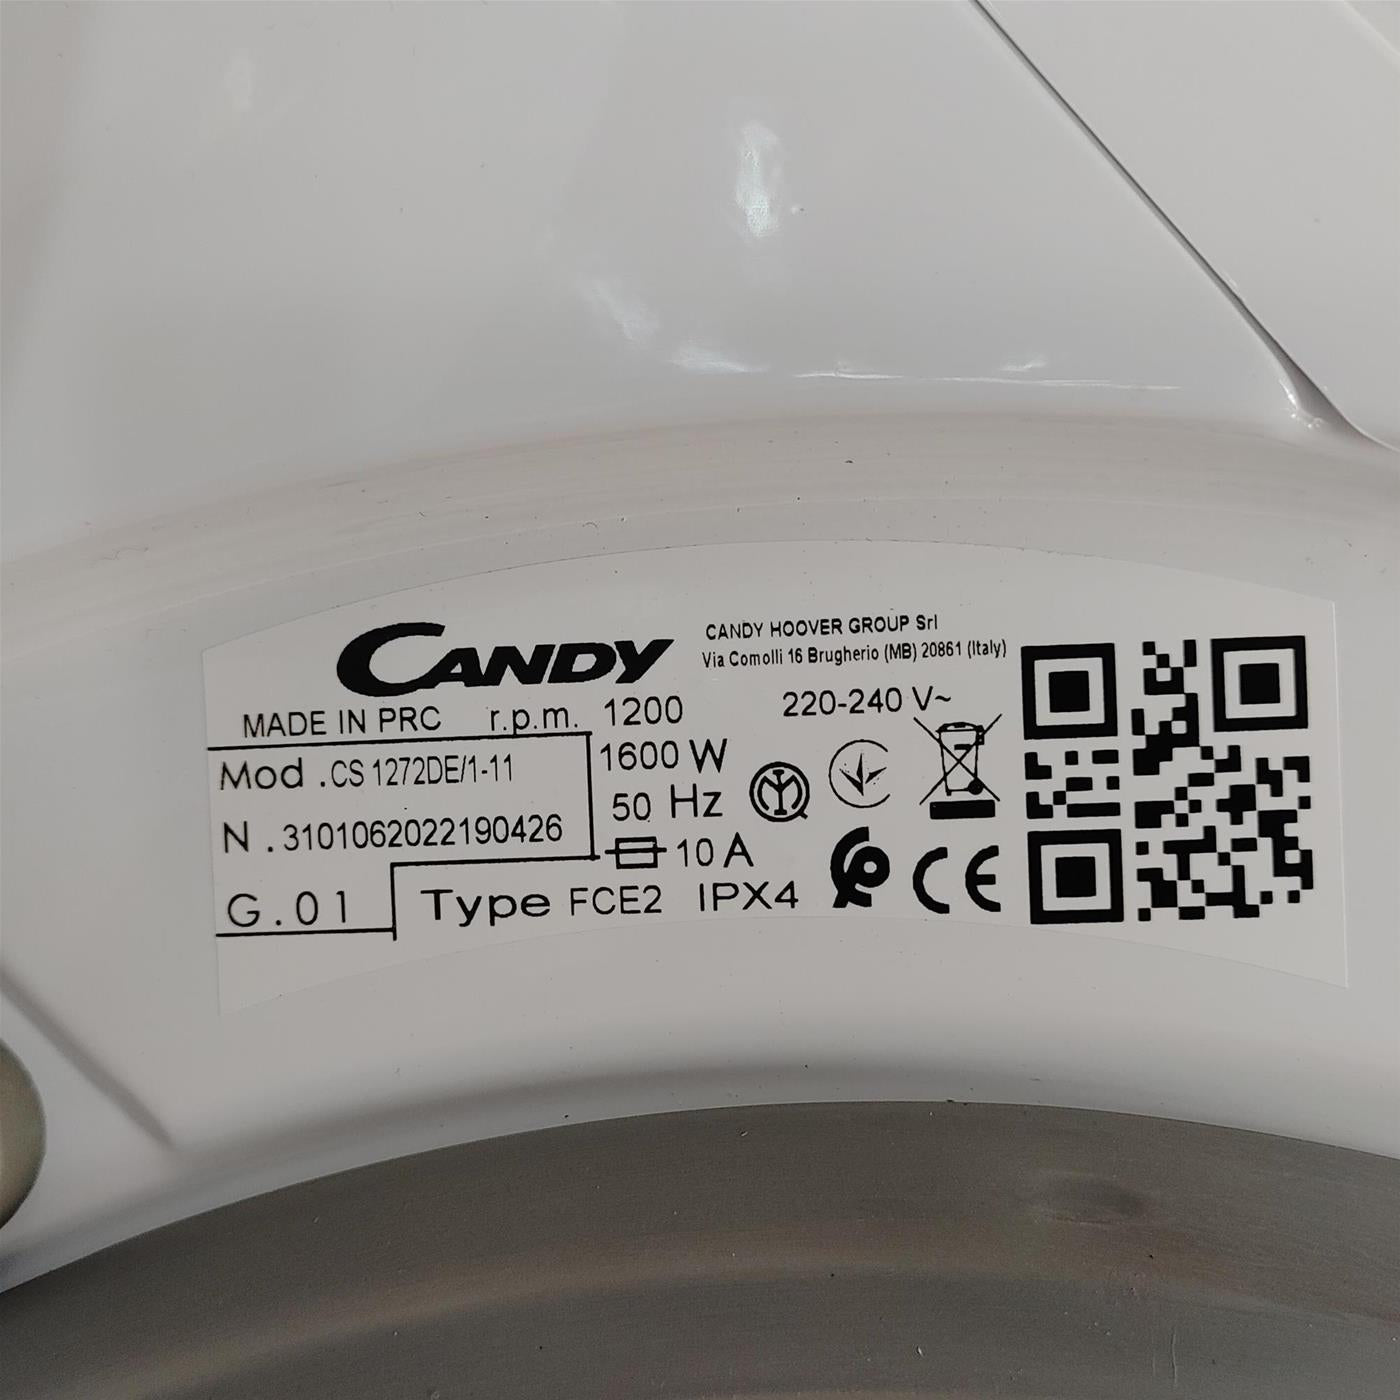 CANDY
CANDY HOOVER GROUP Srl
Via Comolli 16 Brugherio (MB) 20861 (Italy)
MADE IN PRC r.p.m. 1200 220-240 V~
Mod .CS 1272DE/1-11 1600 W
N .3101062022190426 50 Hz
10 A
G.01 Type FCE2 IPX4 CE